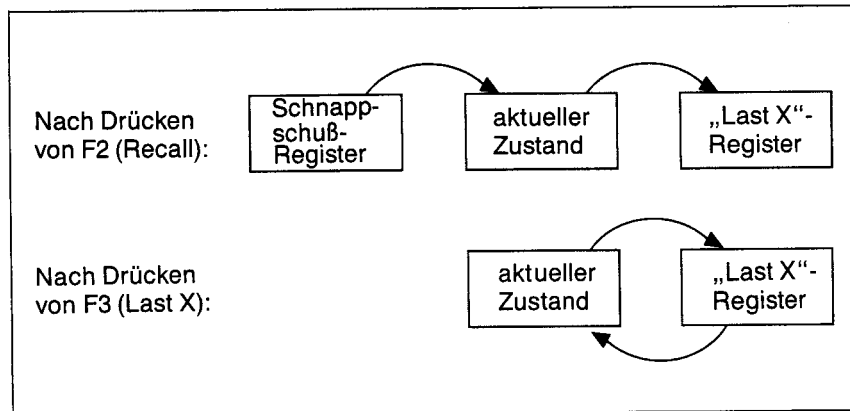 Nach Drücken
von F2 (Recall):
Schnapp-
schuß-
Register
aktueller
Zustand
„Last X“-
Register
Nach Drücken
von F3 (Last X):
aktueller
Zustand
„Last X“-
Register